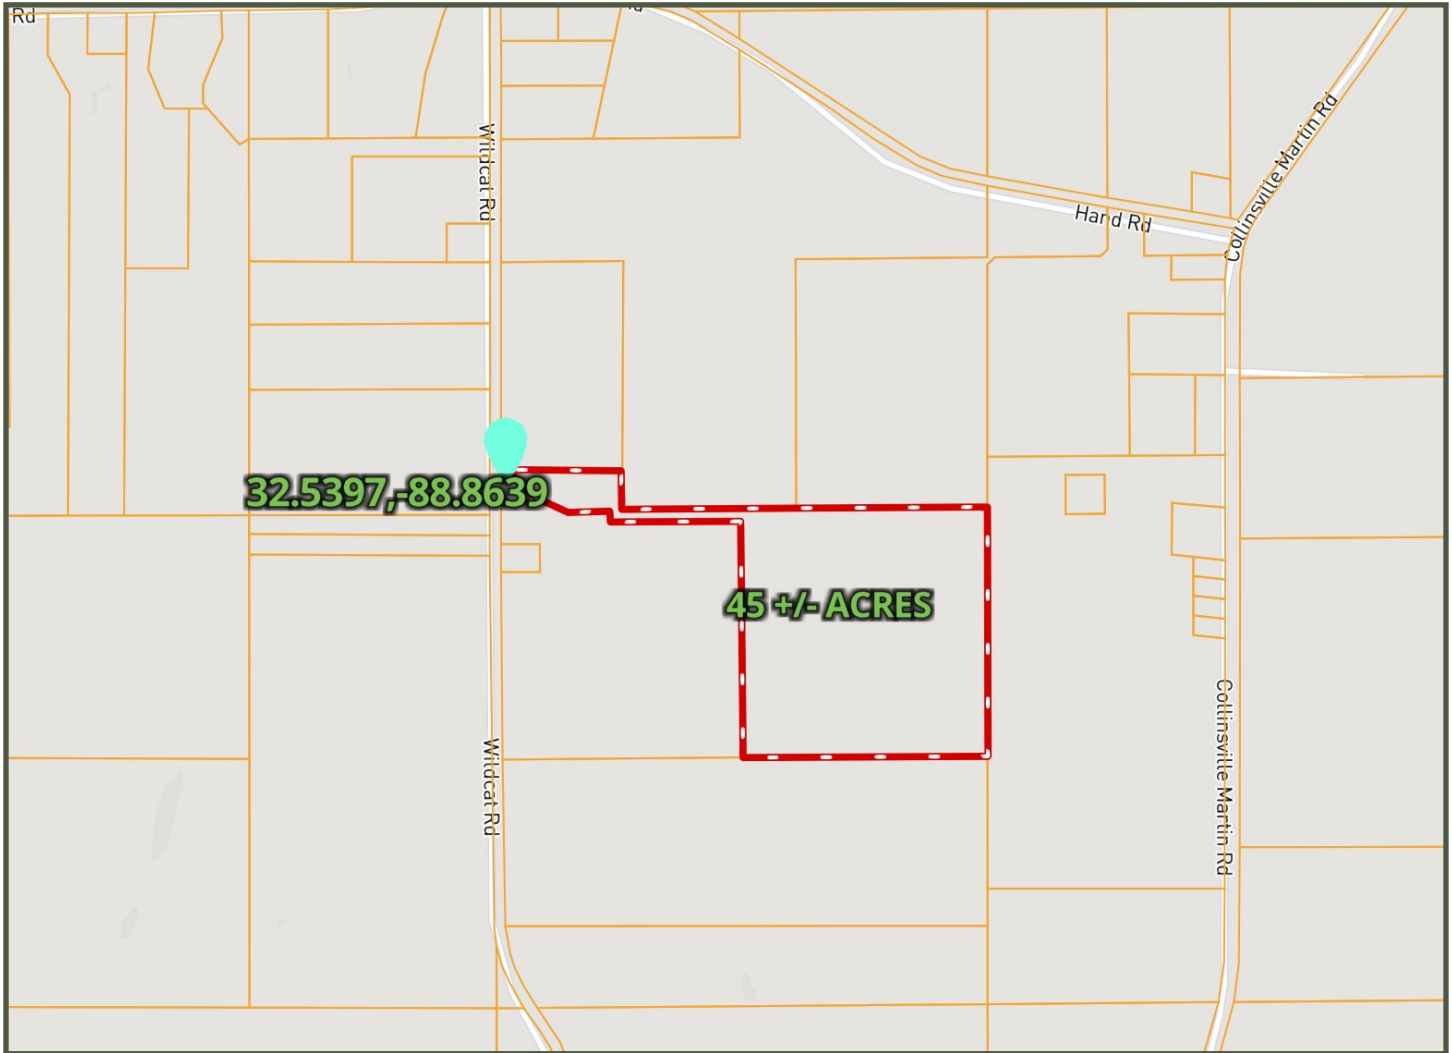 Rd
Wildcat Rd
Collinsville Martin Rd
Hand Rd
32.5397,-88.8639
45 +/- ACRES
Collinsville Martin Rd
Wildcat Rd